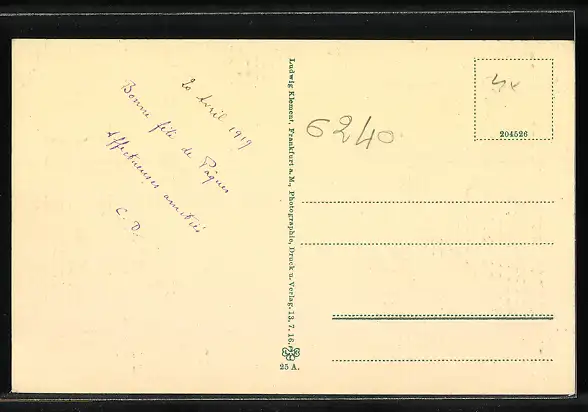 20 Avril 1919
Bonne fête de Pâques
Affectueuses amitiés
C. D.
Ludwig Klement, Frankfurt a. M., Photographie, Druck u. Verlag. 13. 7. 16.
25 A.
6240
204526